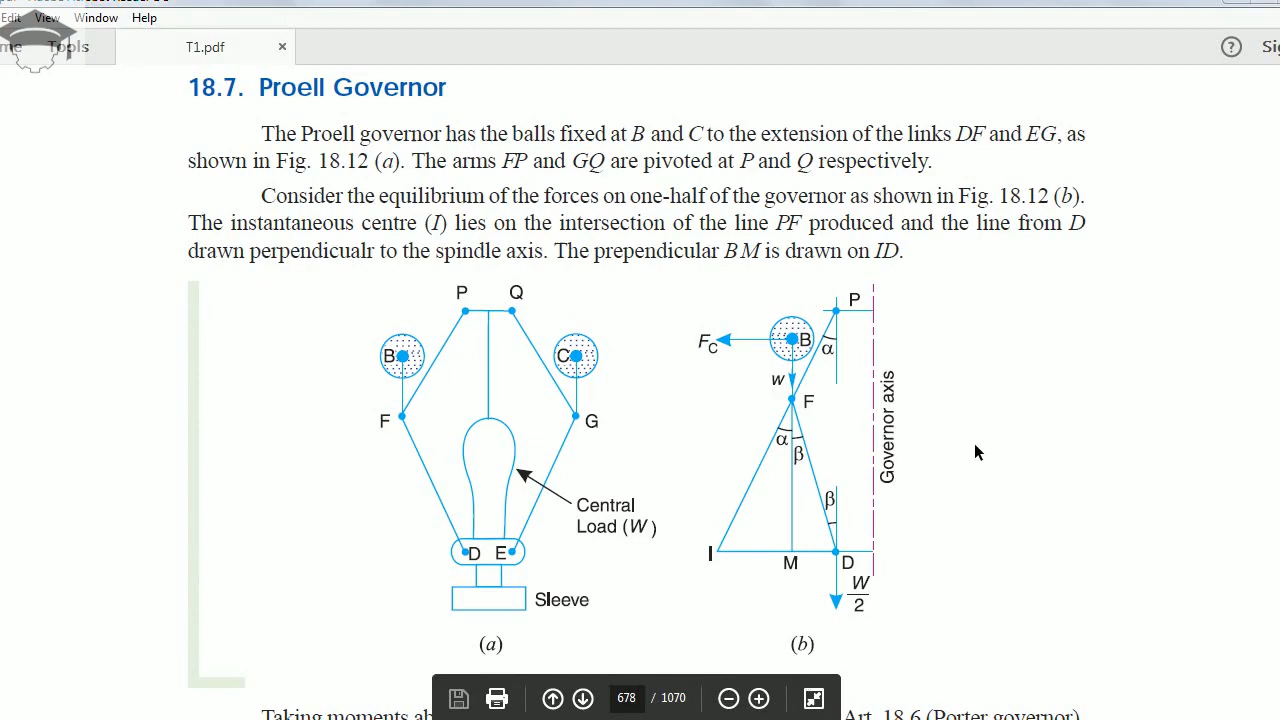 Edit View Window Help
Tools
T1.pdf ×
?
18.7. Proell Governor
The Proell governor has the balls fixed at B and C to the extension of the links DF and EG, as
shown in Fig. 18.12 (a). The arms FP and GQ are pivoted at P and Q respectively.
Consider the equilibrium of the forces on one-half of the governor as shown in Fig. 18.12 (b).
The instantaneous centre (I) lies on the intersection of the line PF produced and the line from D
drawn perpendicualr to the spindle axis. The prependicular BM is drawn on ID.
P Q
B C
F G
Central
Load (W)
D E
Sleeve
(a)
P
FC B
α
w
F
α β
Governor axis
β
I M D
W
2
(b)
678 / 1070
Taking moments Art. 18.6 (Porter governor)